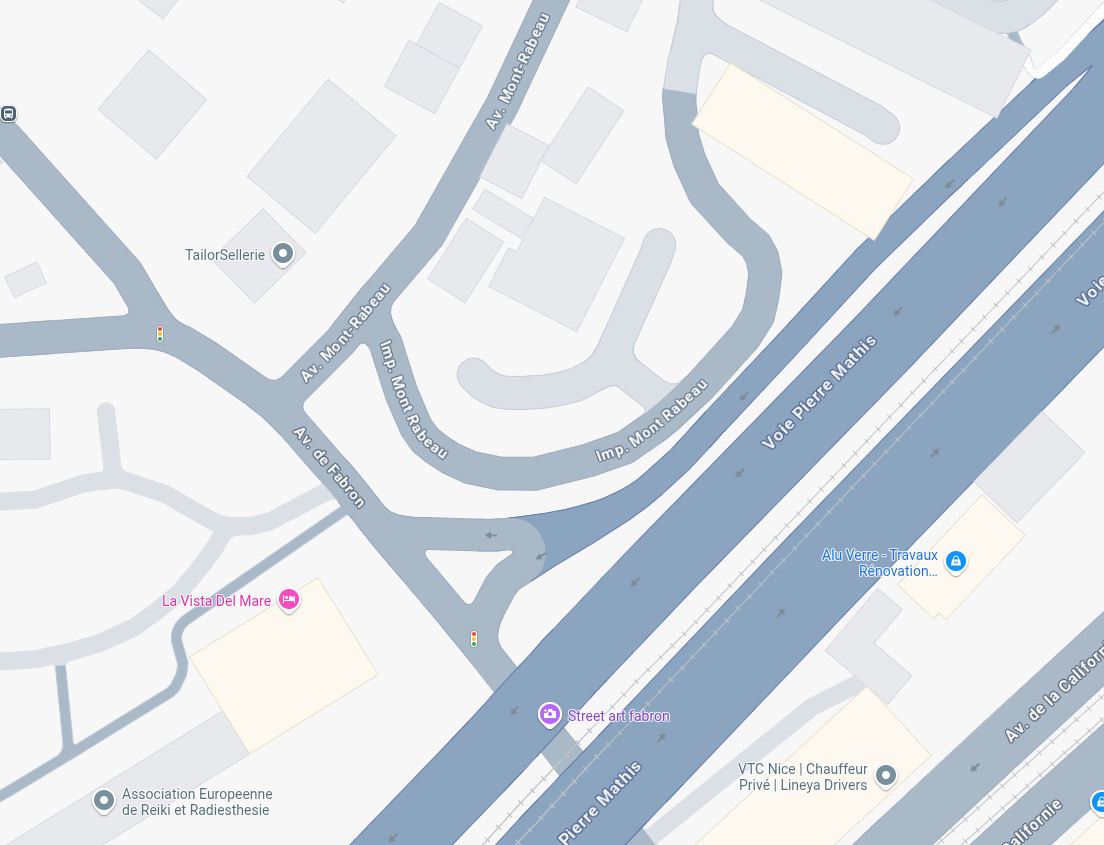 Av. Mont-Rabeau
TailorSellerie
Av. Mont-Rabeau
Imp. Mont Rabeau
Imp. Mont Rabeau
Voie Pierre Mathis
Voie
Av. de Fabron
Alu Verre - Travaux
Rénovation...
La Vista Del Mare
Street art fabron
Av. de la Californ
VTC Nice | Chauffeur
Privé | Lineya Drivers
Association Europeenne
de Reiki et Radiesthesie
Pierre Mathis
Californie